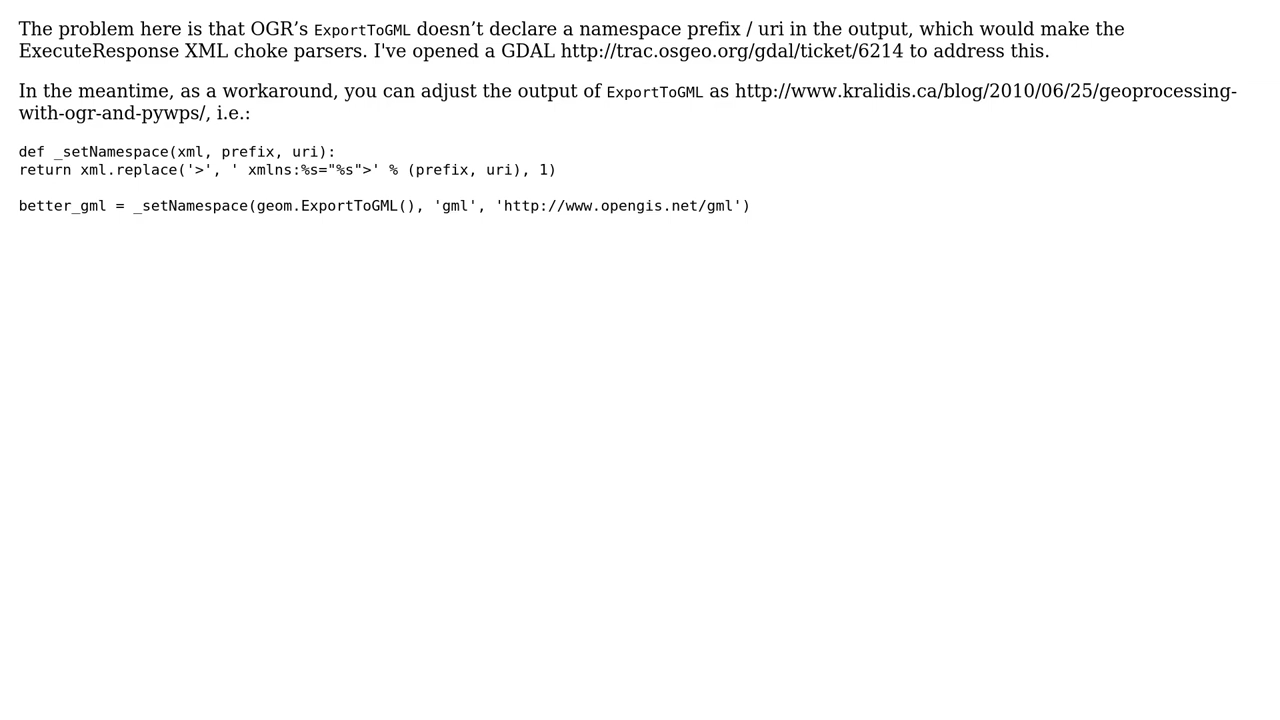 The problem here is that OGR’s ExportToGML doesn’t declare a namespace prefix / uri in the output, which would make the
ExecuteResponse XML choke parsers. I've opened a GDAL http://trac.osgeo.org/gdal/ticket/6214 to address this.
In the meantime, as a workaround, you can adjust the output of ExportToGML as http://www.kralidis.ca/blog/2010/06/25/geoprocessing-
with-ogr-and-pywps/, i.e.:
def _setNamespace(xml, prefix, uri):
return xml.replace('>', ' xmlns:%s="%s">' % (prefix, uri), 1)
better_gml = _setNamespace(geom.ExportToGML(), 'gml', 'http://www.opengis.net/gml')